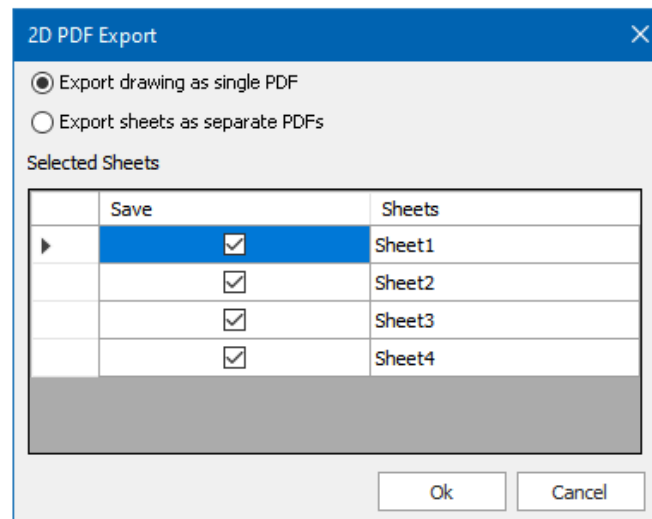 2D PDF Export
Export drawing as single PDF
Export sheets as separate PDFs
Selected Sheets
Save Sheets
Sheet1
Sheet2
Sheet3
Sheet4
Ok Cancel